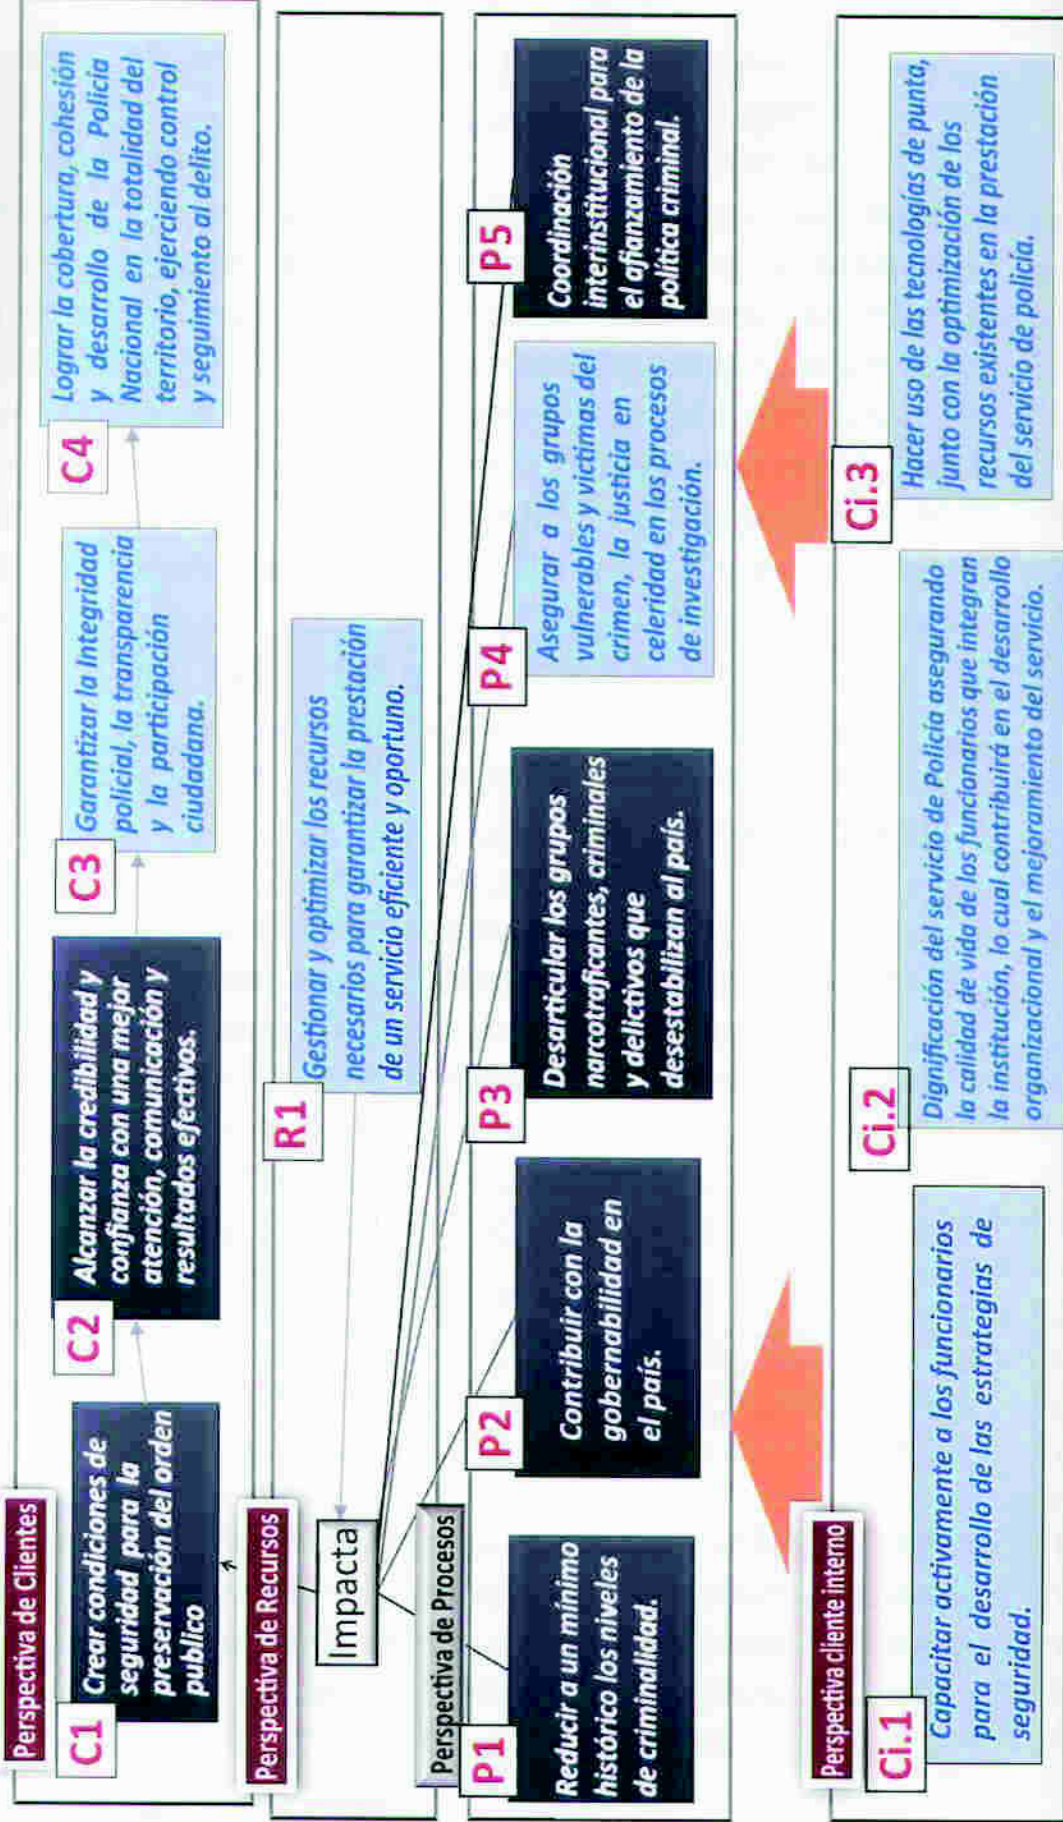 Perspectiva de Clientes
C1
Crear condiciones de
seguridad para la
preservación del orden
publico
C2
Alcanzar la credibilidad y
confianza con una mejor
atención, comunicación y
resultados efectivos.
C3
Garantizar la Integridad
policial, la transparencia
y la participación
ciudadana.
C4
Lograr la cobertura, cohesión
y desarrollo de la Policia
Nacional en la totalidad del
territorio, ejerciendo control
y seguimiento al delito.
Perspectiva de Recursos
R1
Gestionar y optimizar los recursos
necesarios para garantizar la prestación
de un servicio eficiente y oportuno.
Impacta
Perspectiva de Procesos
P1
Reducir a un mínimo
histórico los niveles
de criminalidad.
P2
Contribuir con la
gobernabilidad en
el país.
P3
Desarticular los grupos
narcotraficantes, criminales
y delictivos que
desestabilizan al país.
P4
Asegurar a los grupos
vulnerables y victimas del
crimen, la justicia en
celeridad en los procesos
de investigación.
P5
Coordinación
interinstitucional para
el afianzamiento de la
política criminal.
Perspectiva cliente interno
Ci.1
Capacitar activamente a los funcionarios
para el desarrollo de las estrategias de
seguridad.
Ci.2
Dignificación del servicio de Policía asegurando
la calidad de vida de los funcionarios que integran
la institución, lo cual contribuirá en el desarrollo
organizacional y el mejoramiento del servicio.
Ci.3
Hacer uso de las tecnologías de punta,
junto con la optimización de los
recursos existentes en la prestación
del servicio de policía.